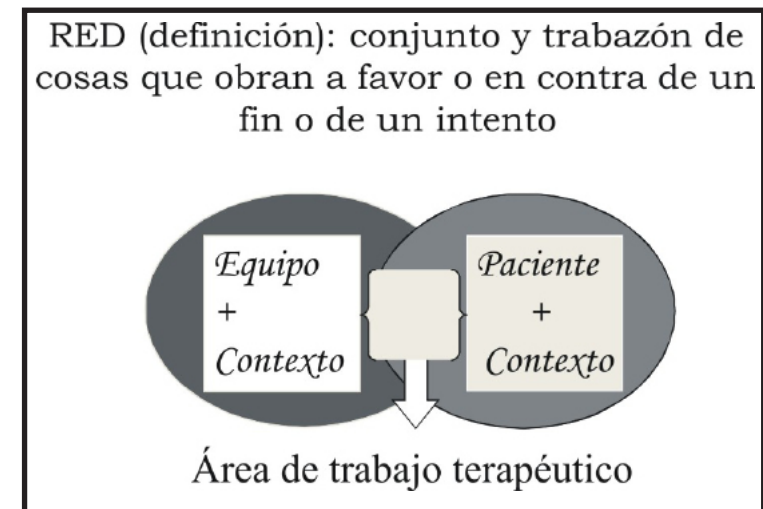 RED (definición): conjunto y trabazón de
cosas que obran a favor o en contra de un
fin o de un intento
Equipo
+
Contexto
Paciente
+
Contexto
Área de trabajo terapéutico